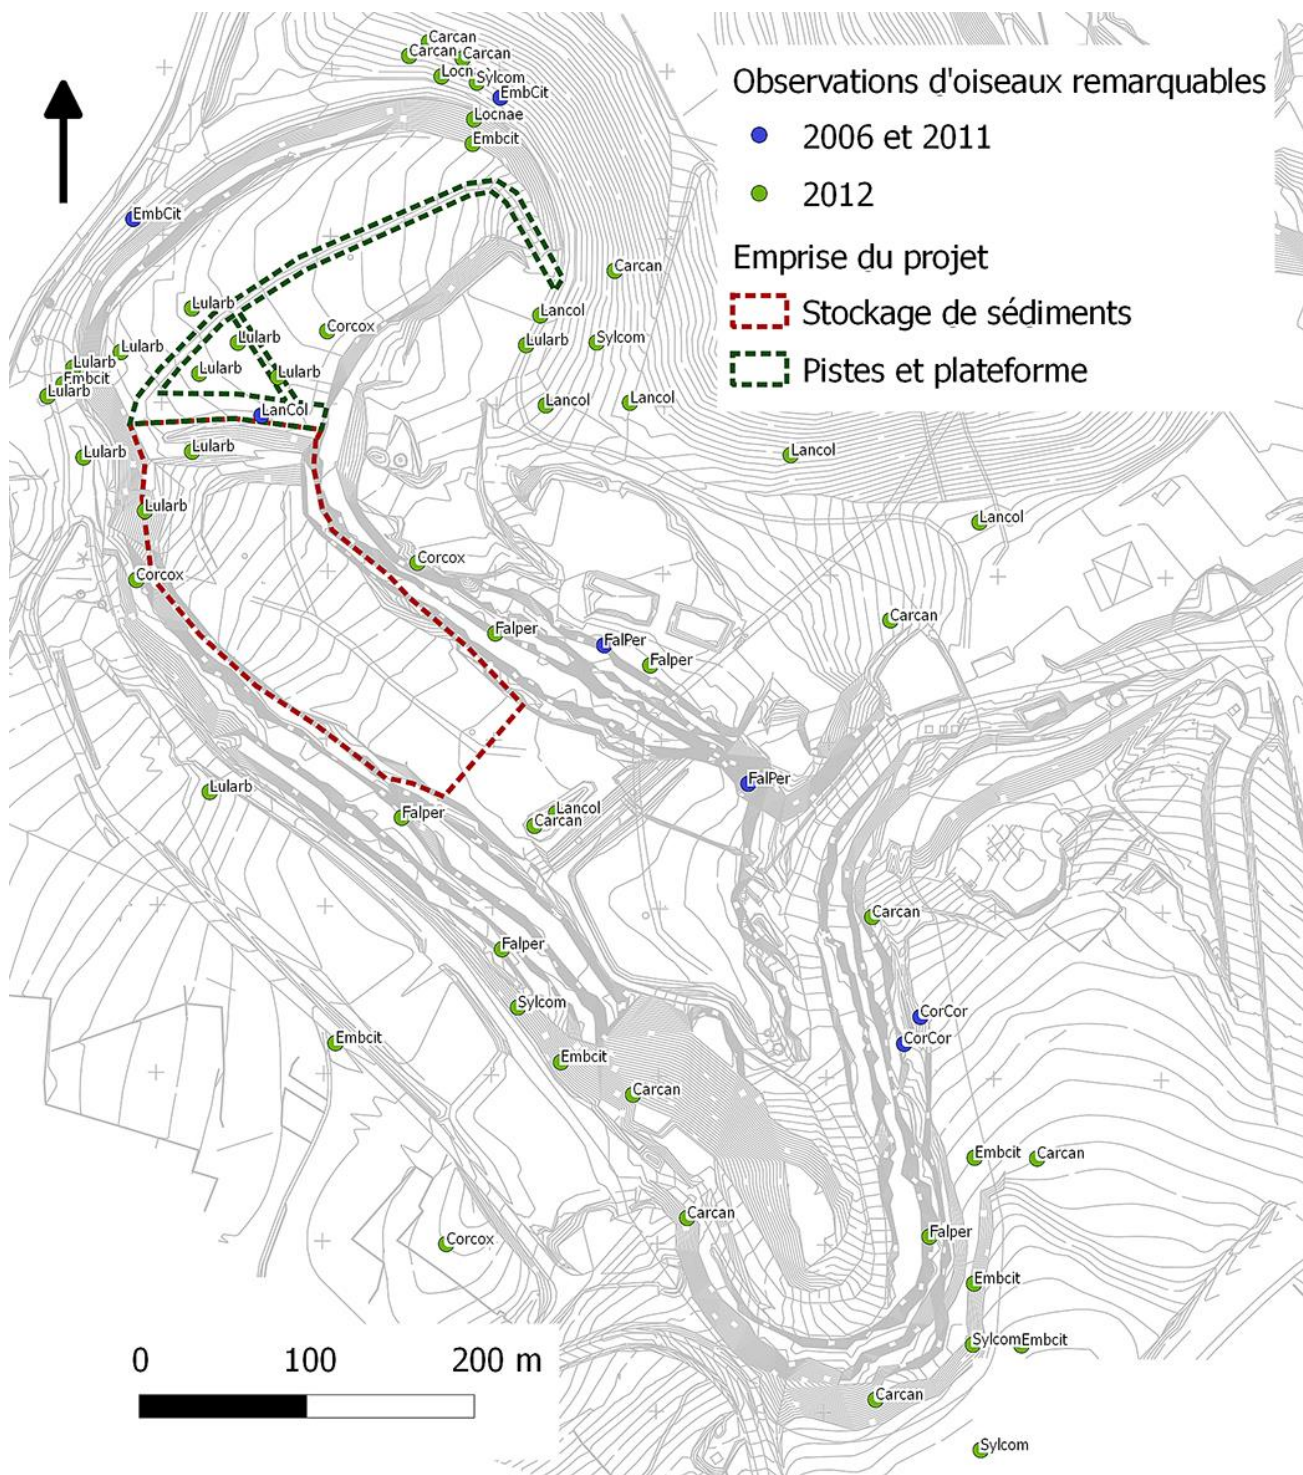 Carcan
Carcan
Carcan
Locn
Sylcom
EmbCit
Locnae
Embcit
Observations d'oiseaux remarquables
2006 et 2011
2012
Emprise du projet
Stockage de sédiments
Pistes et plateforme
EmbCit
Carcan
Lularb
Lancol
Corcox
Lularb
Lularb
Sylcom
Lularb
Lularb
Lularb
Lularb
Embcit
Lularb
LanCol
Lancol
Lancol
Lularb
Lularb
Lancol
Lularb
Lancol
Corcox
Corcox
Carcan
Falper
FalPer
Falper
FalPer
Lularb
Falper
Lancol
Carcan
Carcan
Falper
Sylcom
CorCor
CorCor
Embcit
Embcit
Carcan
Embcit
Carcan
Carcan
Corcox
Falper
Embcit
Sylcom
Embcit
0 100 200 m
Carcan
Sylcom